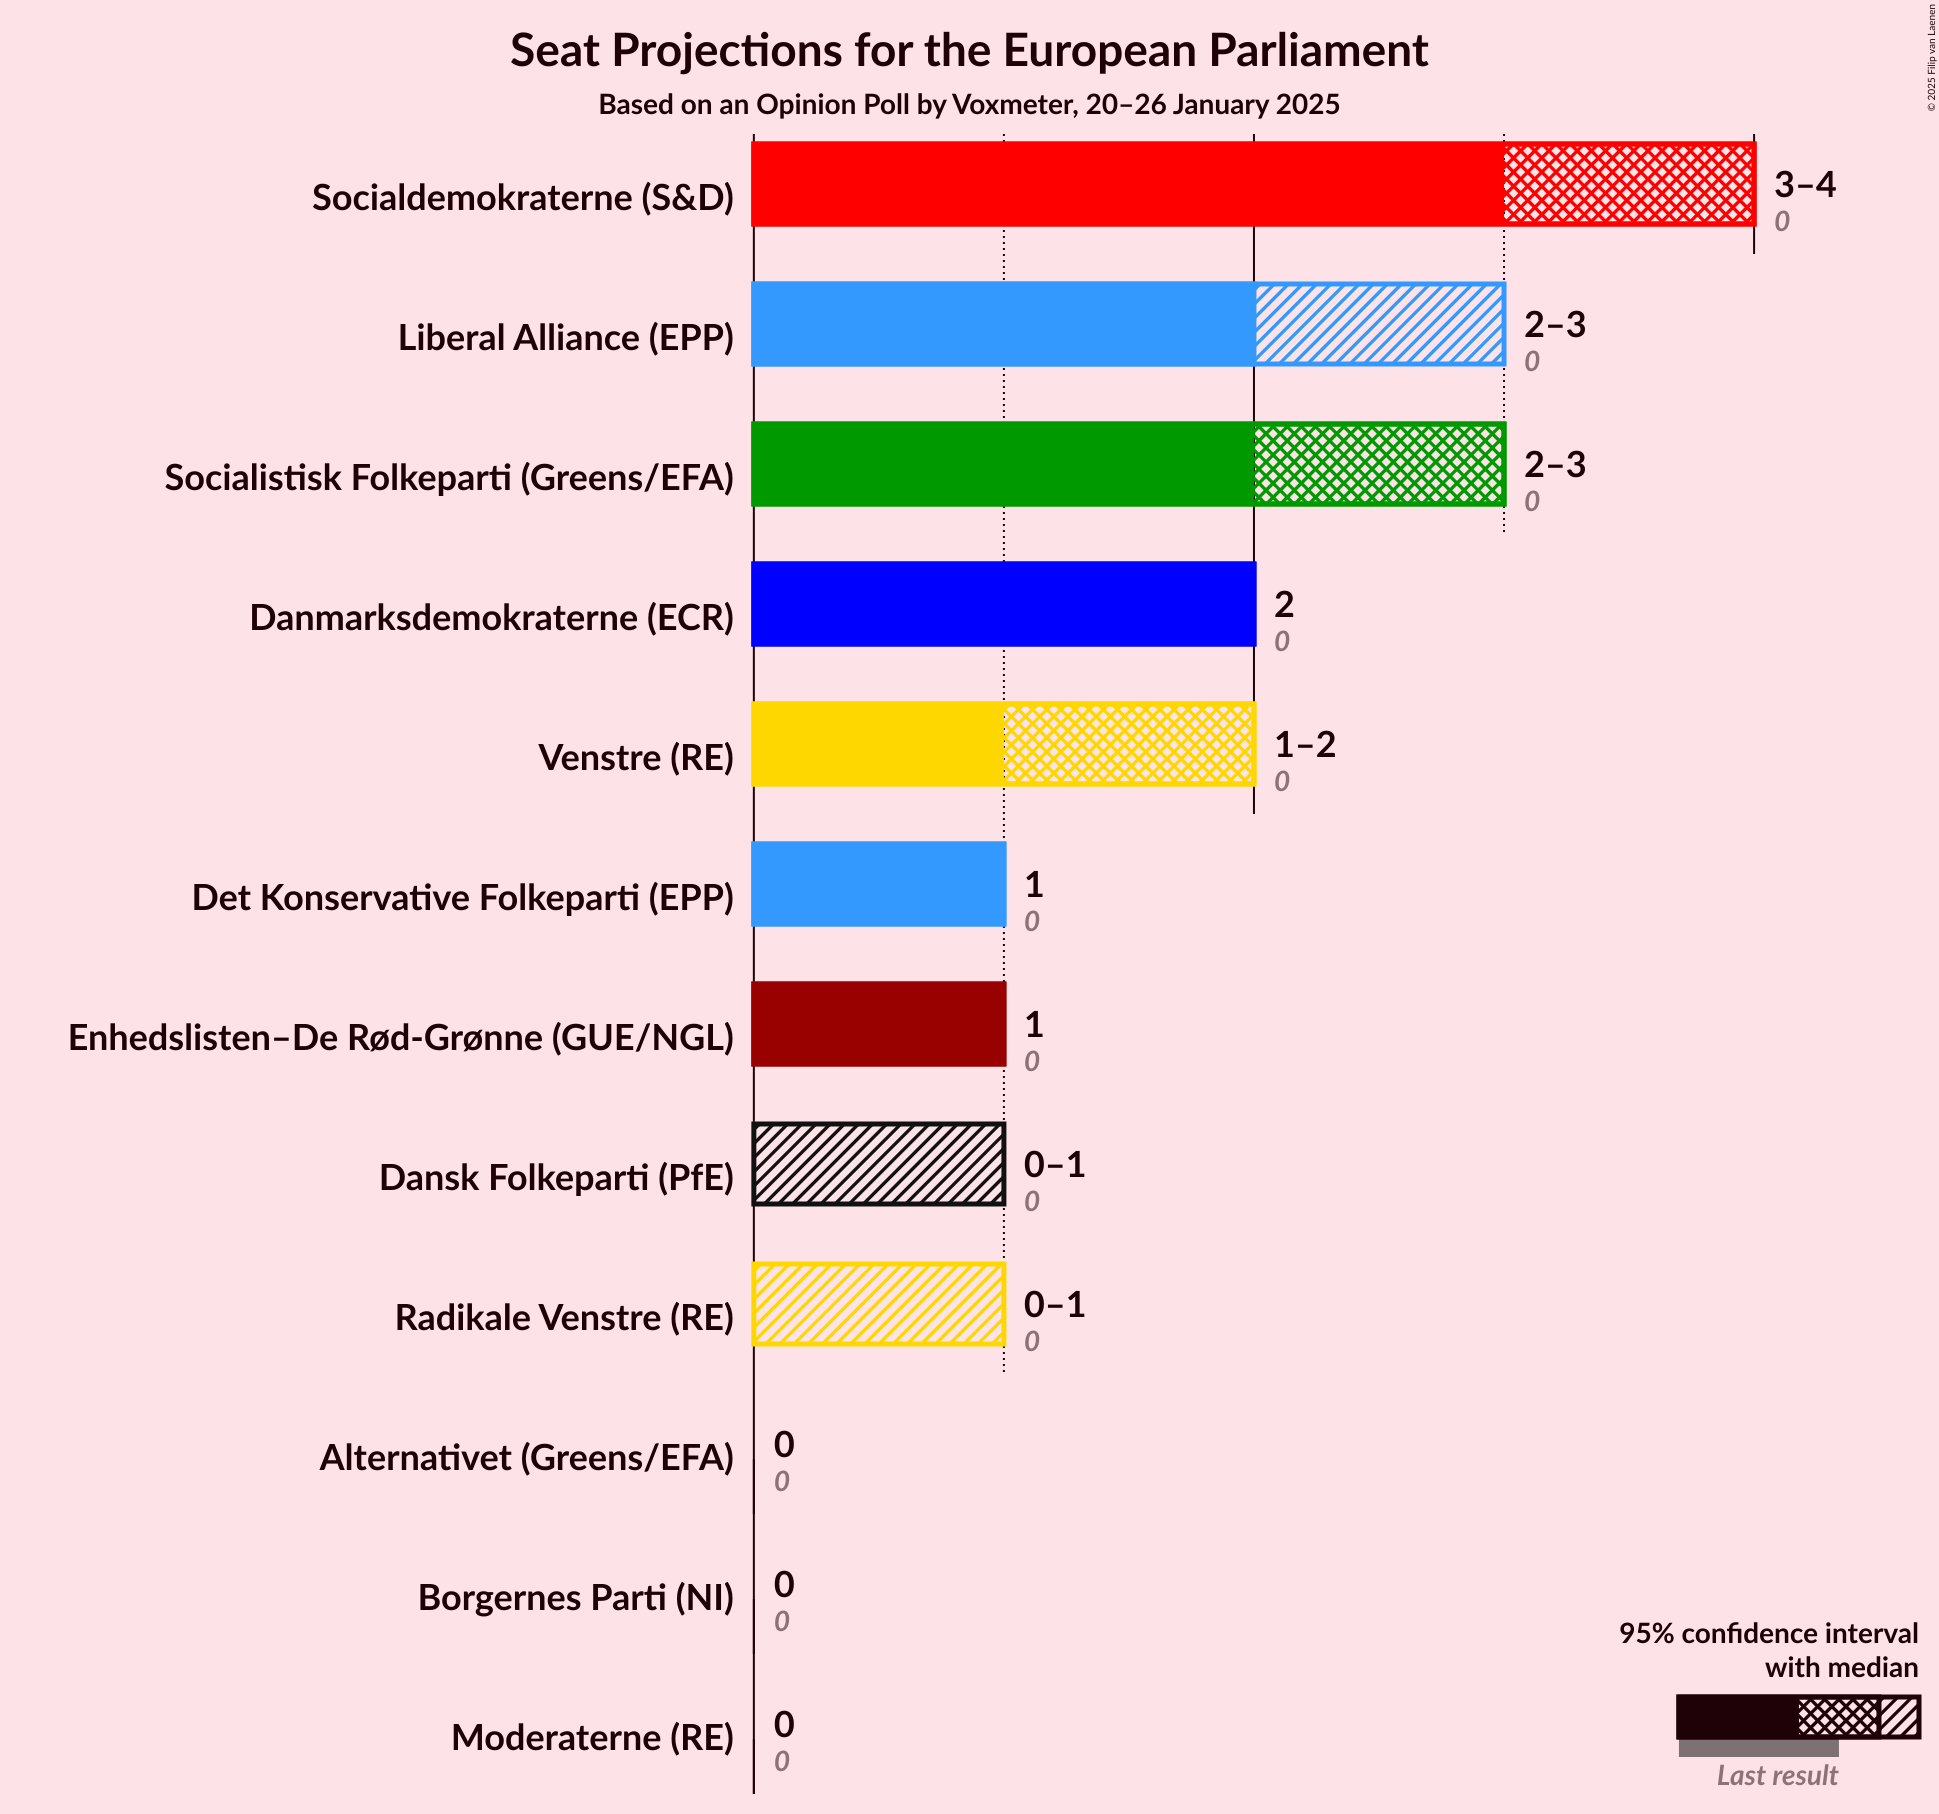 Seat Projections for the European Parliament
Based on an Opinion Poll by Voxmeter, 20–26 January 2025
© 2025 Filip van Laenen
Socialdemokraterne (S&D)
3–4
0
Liberal Alliance (EPP)
2–3
0
Socialistisk Folkeparti (Greens/EFA)
2–3
0
Danmarksdemokraterne (ECR)
2
0
Venstre (RE)
1–2
0
Det Konservative Folkeparti (EPP)
1
0
Enhedslisten–De Rød-Grønne (GUE/NGL)
1
0
Dansk Folkeparti (PfE)
0–1
0
Radikale Venstre (RE)
0–1
0
Alternativet (Greens/EFA)
0
0
Borgernes Parti (NI)
0
0
Moderaterne (RE)
0
0
95% confidence interval
with median
Last result